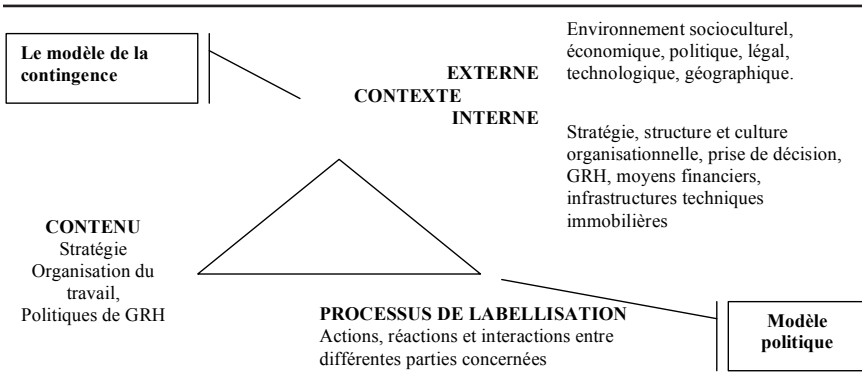 Le modèle de la
contingence
EXTERNE
CONTEXTE
INTERNE
Environnement socioculturel,
économique, politique, légal,
technologique, géographique.
Stratégie, structure et culture
organisationnelle, prise de décision,
GRH, moyens financiers,
infrastructures techniques
immobilières
CONTENU
Stratégie
Organisation du
travail,
Politiques de GRH
PROCESSUS DE LABELLISATION
Actions, réactions et interactions entre
différentes parties concernées
Modèle
politique